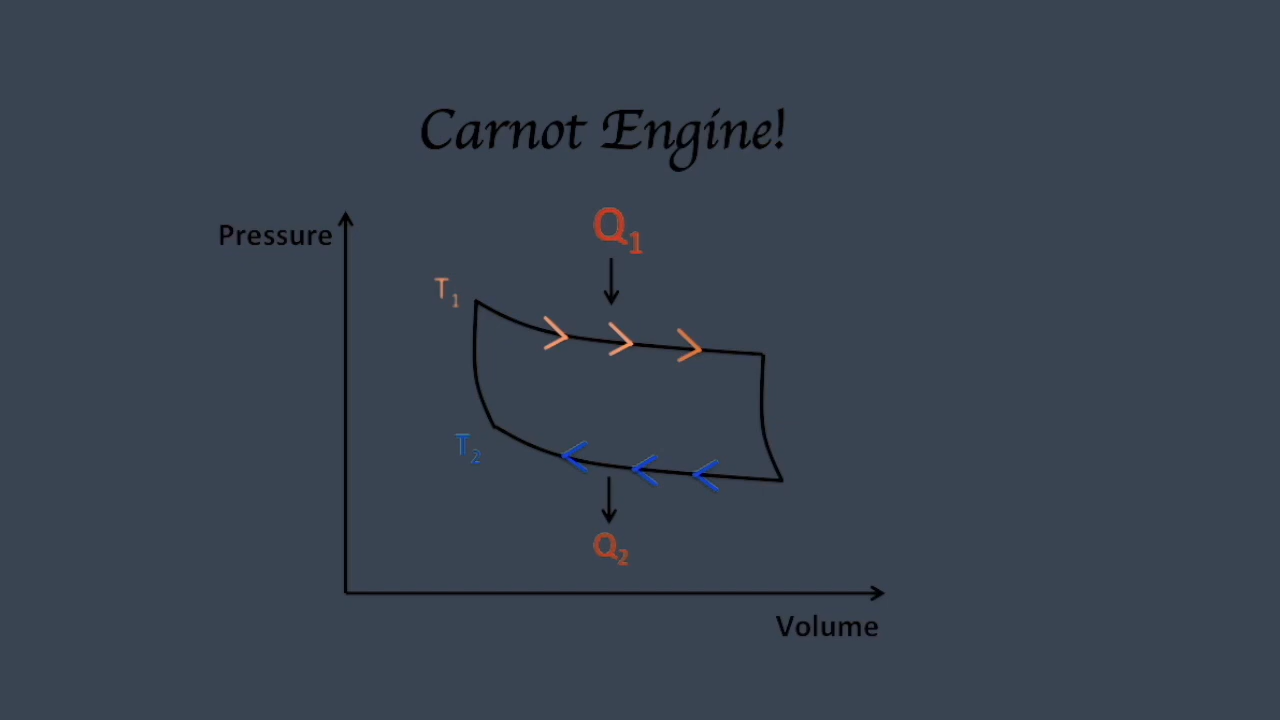 Carnot Engine!
Pressure
Q₁
T₁
T₂
Q₂
Volume